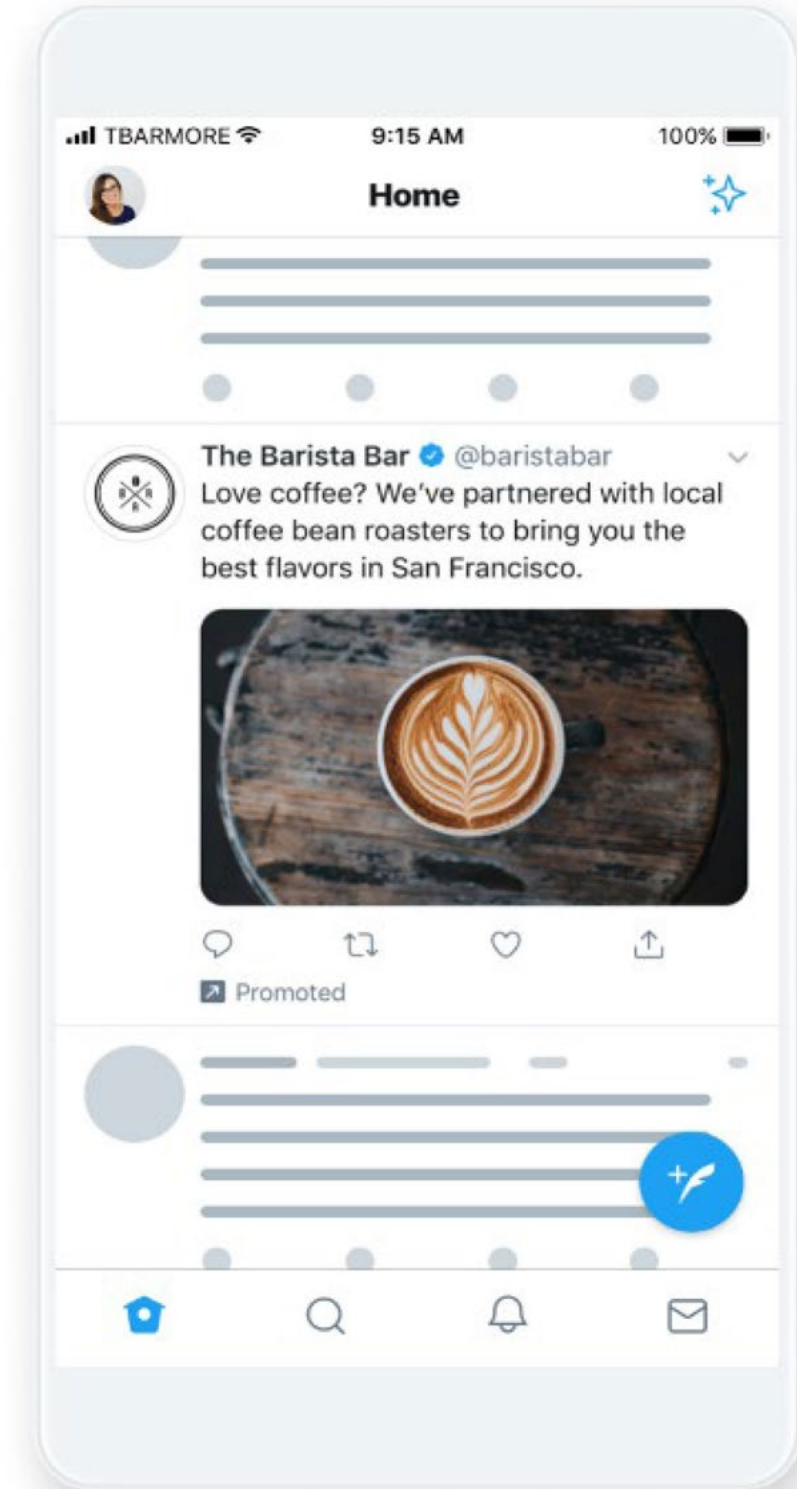 TBARMORE 9:15 AM 100%
Home
The Barista Bar @baristabar
Love coffee? We’ve partnered with local
coffee bean roasters to bring you the
best flavors in San Francisco.
Promoted